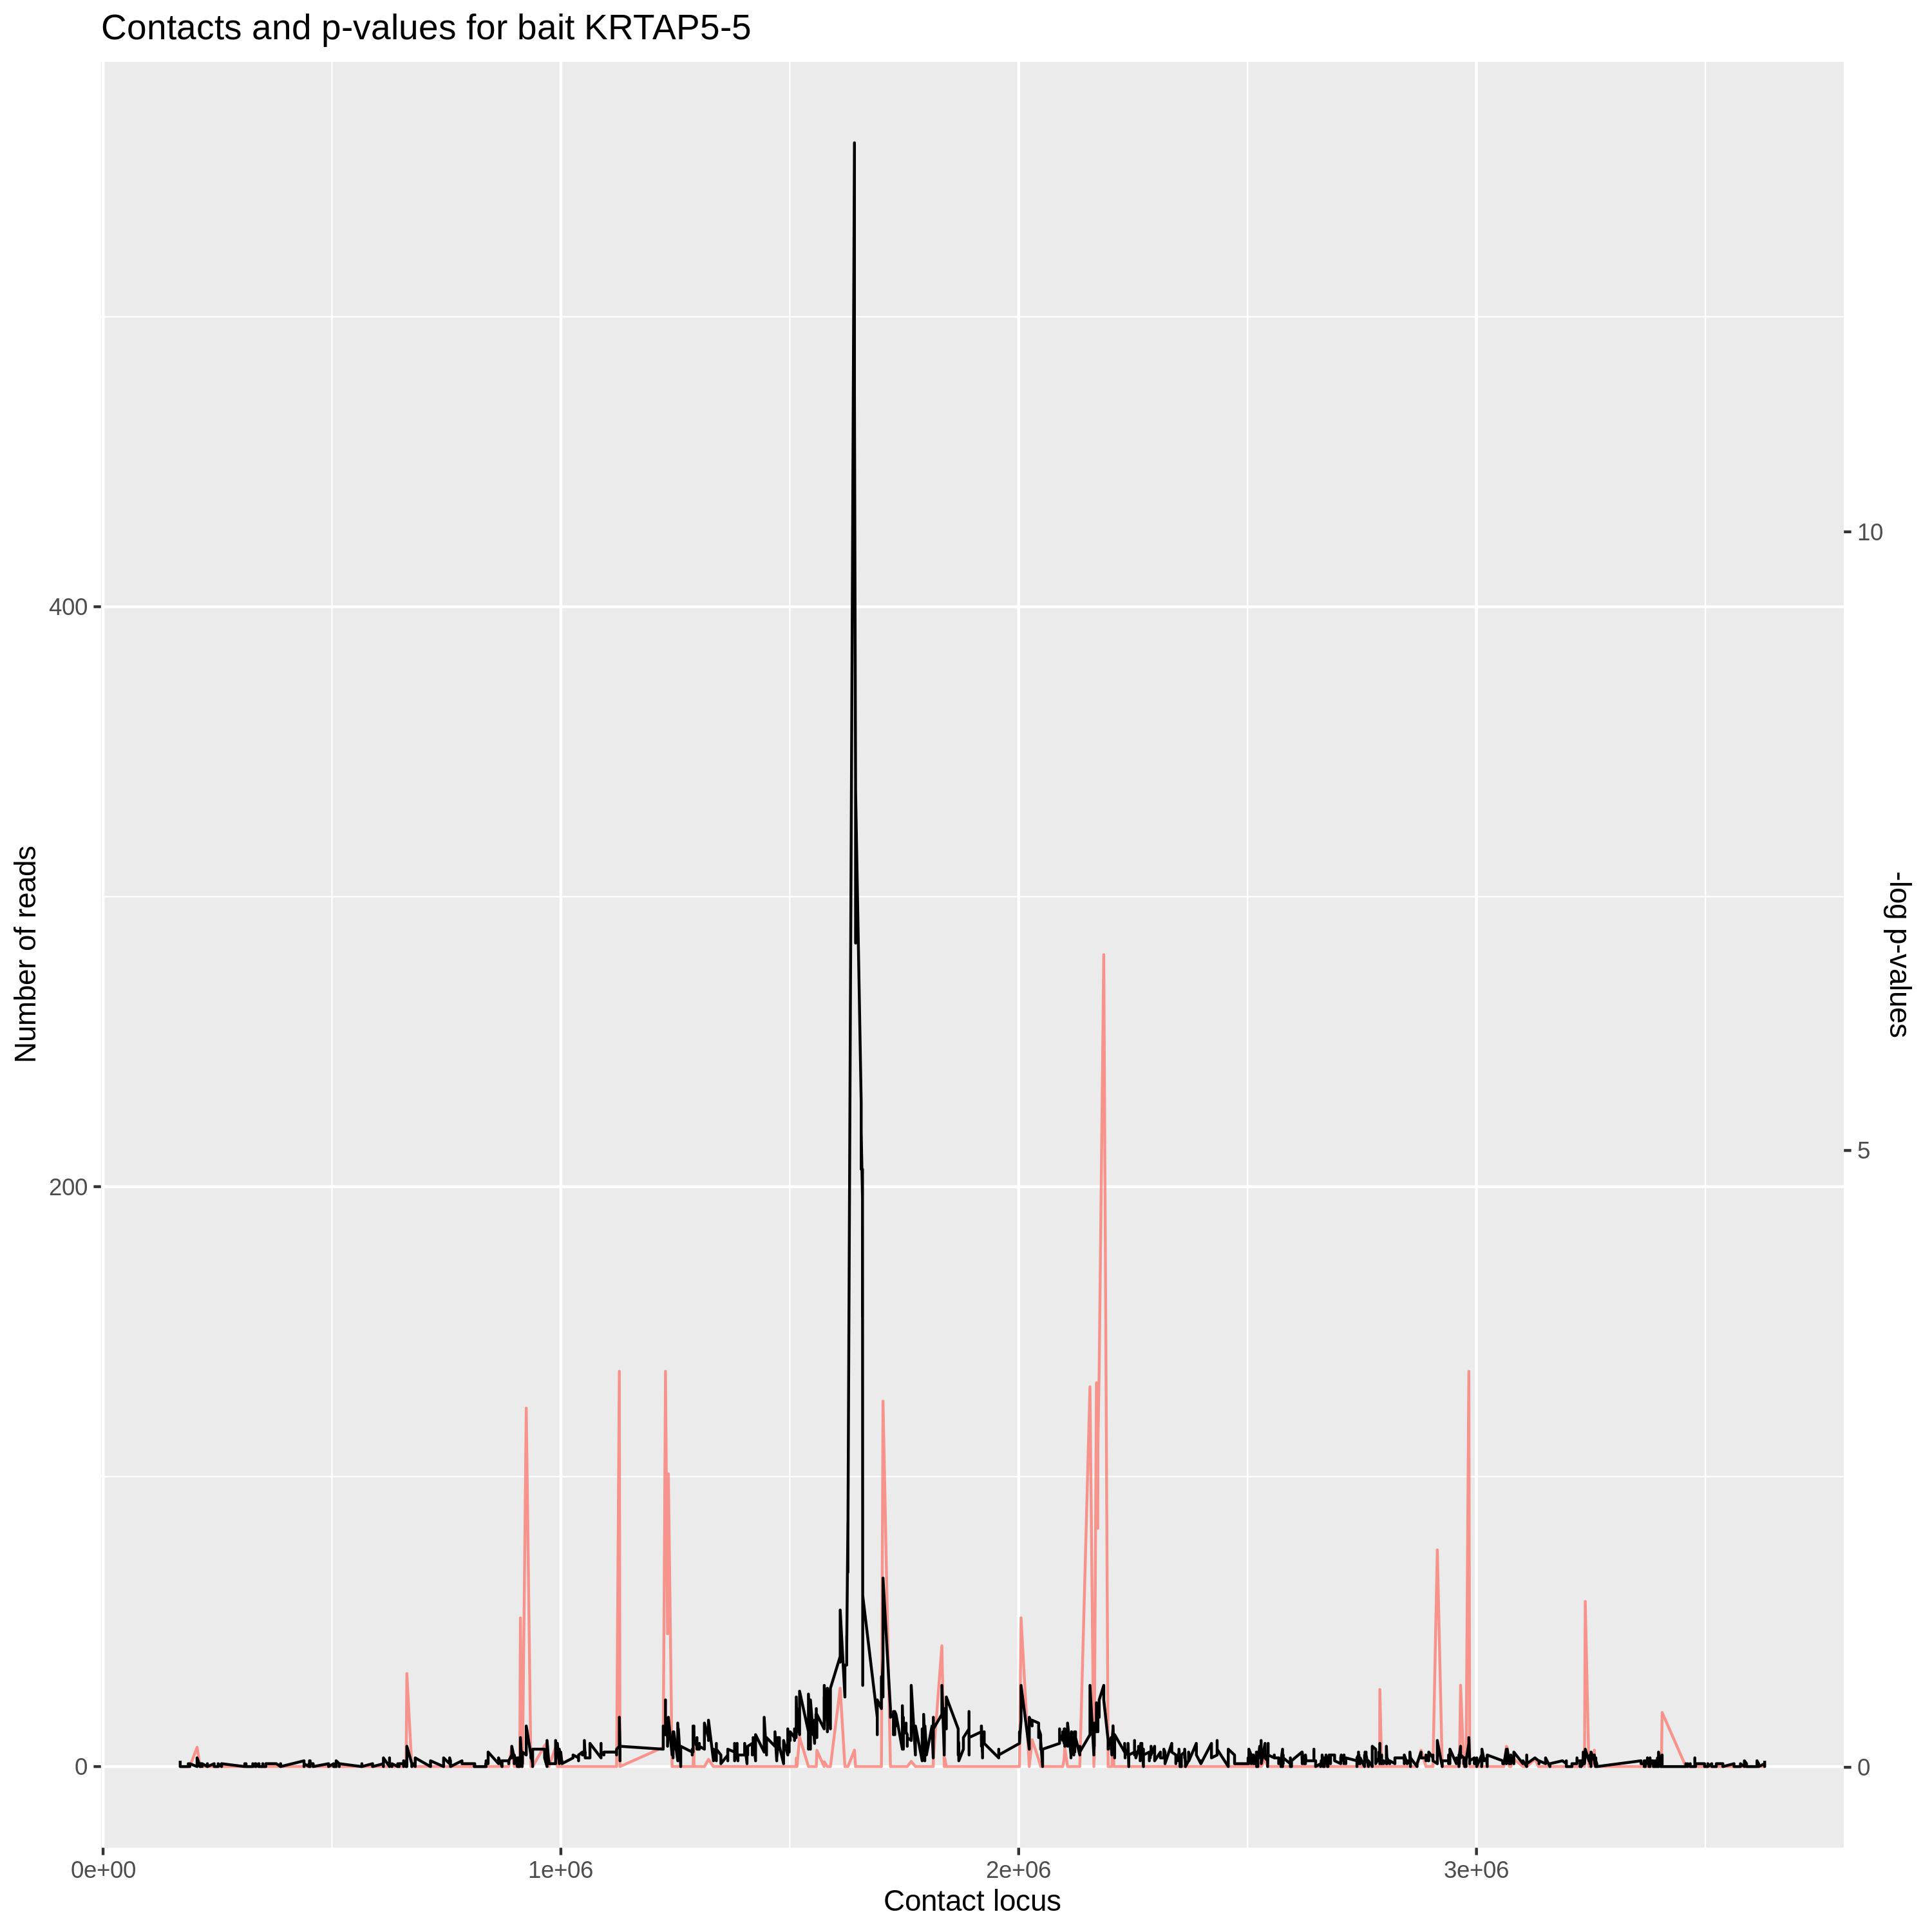 Contacts and p-values for bait KRTAP5-5
Number of reads
400
200
0
10
5
0
-log p-values
0e+00 1e+06 2e+06 3e+06
Contact locus